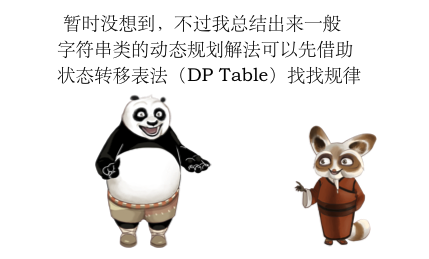 暂时没想到，不过我总结出来一般
字符串类的动态规划解法可以先借助
状态转移表法（DP Table）找找规律